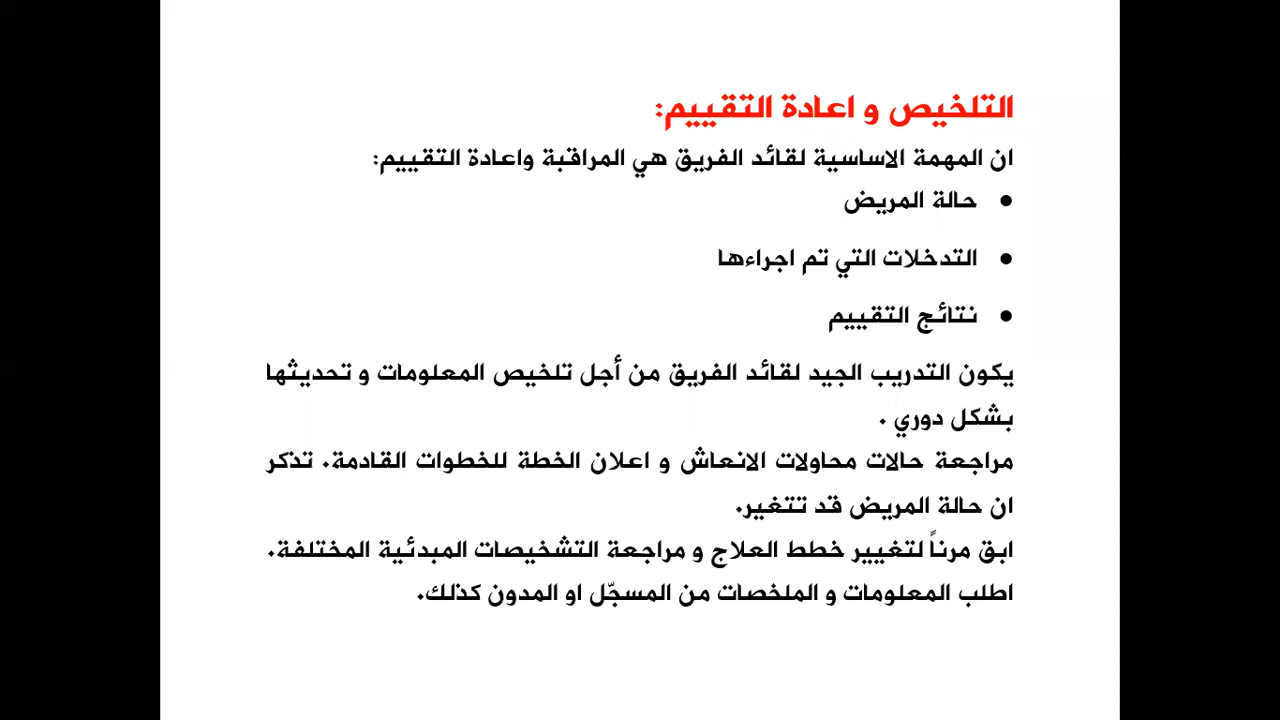 التلخيص و اعادة التقييم:
ان المهمة الاساسية لقائد الفريق هي المراقبة واعادة التقييم:
• حالة المريض
• التدخلات التي تم اجراءها
• نتائج التقييم
يكون التدريب الجيد لقائد الفريق من أجل تلخيص المعلومات و تحديثها
بشكل دوري .
مراجعة حالات محاولات الانعاش و اعلان الخطة للخطوات القادمة. تذكر
ان حالة المريض قد تتغير.
ابق مرناً لتغيير خطط العلاج و مراجعة التشخيصات المبدئية المختلفة.
اطلب المعلومات و الملخصات من المسجّل او المدون كذلك.